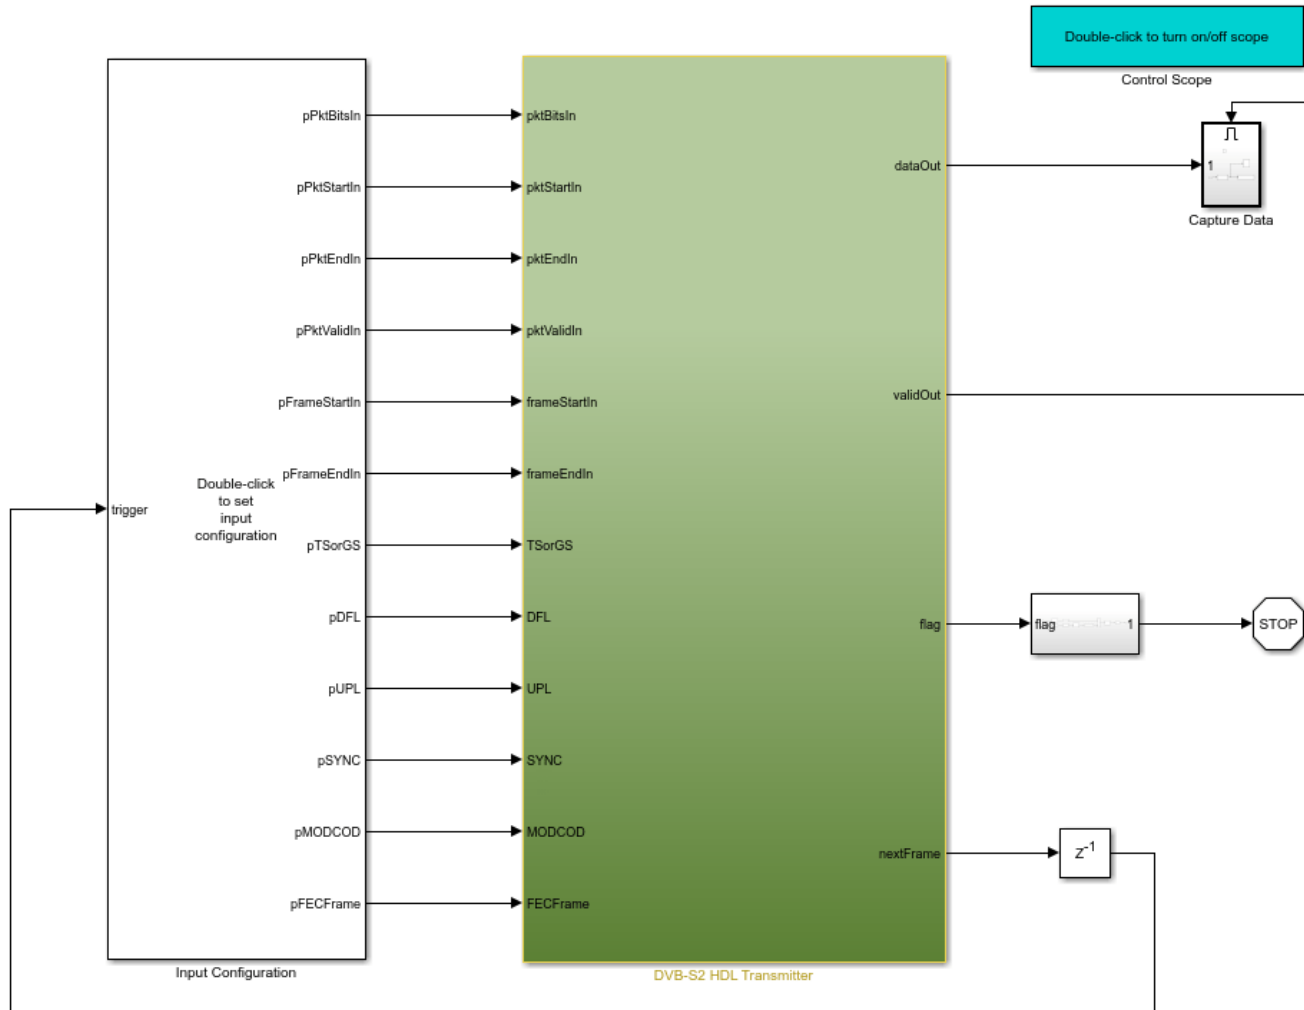 Double-click to turn on/off scope
Control Scope
pPktBitsIn
pPktStartIn
pPktEndIn
pPktValidIn
pFrameStartIn
pFrameEndIn
pTSorGS
pDFL
pUPL
pSYNC
pMODCOD
pFECFrame
trigger
Double-click
to set
input
configuration
Input Configuration
pktBitsIn
pktStartIn
pktEndIn
pktValidIn
frameStartIn
frameEndIn
TSorGS
DFL
UPL
SYNC
MODCOD
FECFrame
dataOut
validOut
flag
nextFrame
DVB-S2 HDL Transmitter
1
Capture Data
flag
1
STOP
Z-1